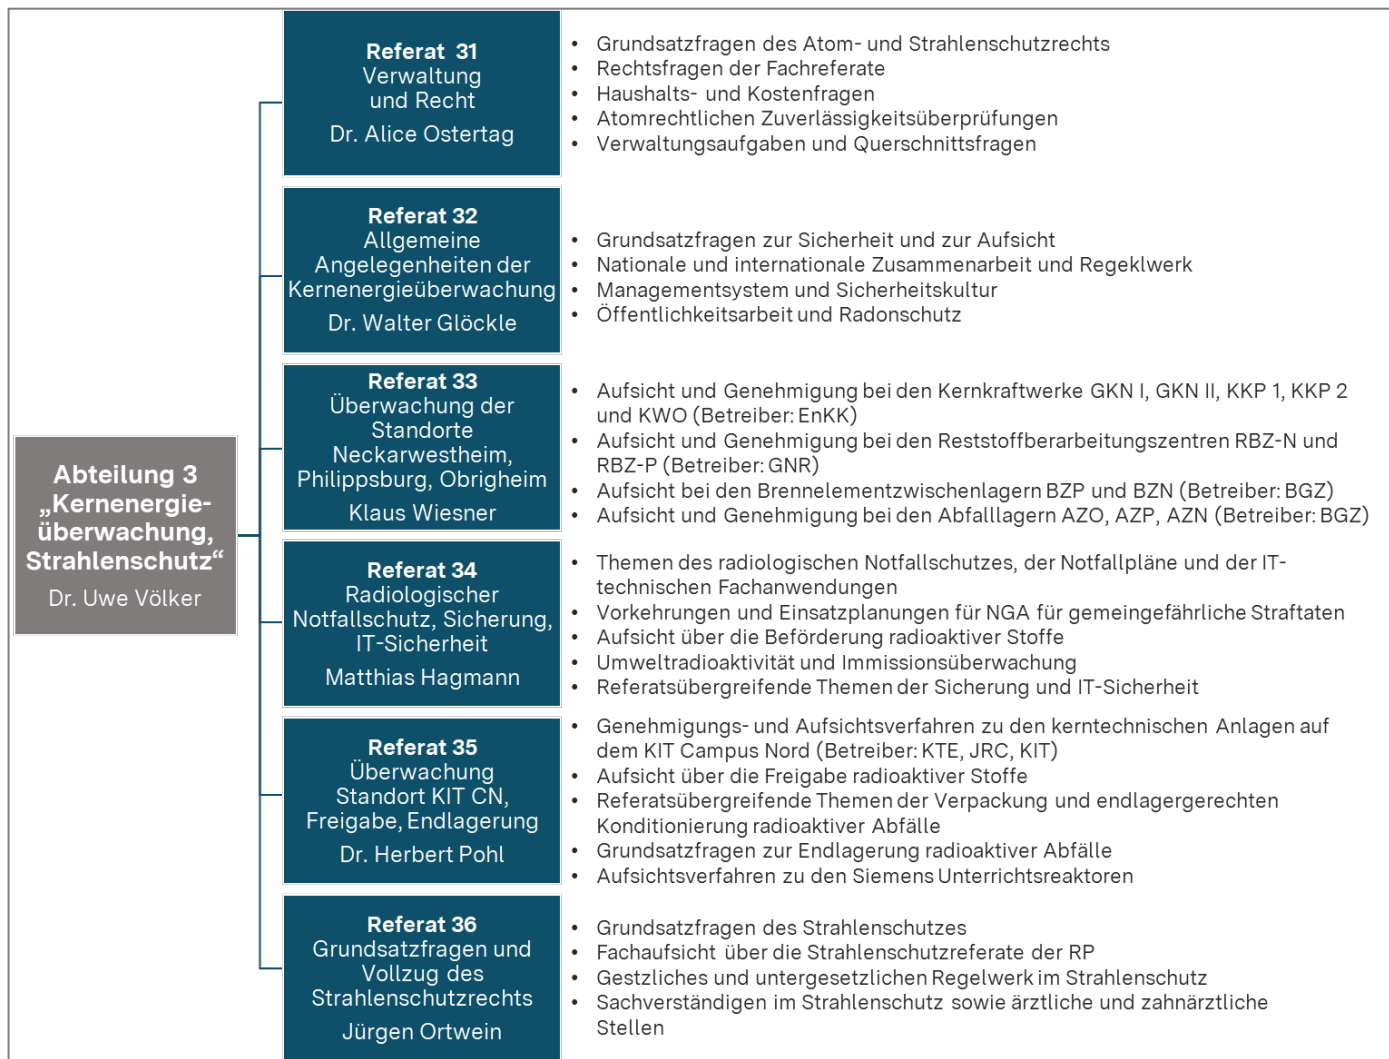 Abteilung 3
„Kernenergie-
überwachung,
Strahlenschutz“
Dr. Uwe Völker
Referat 31
Verwaltung
und Recht
Dr. Alice Ostertag
• Grundsatzfragen des Atom- und Strahlenschutzrechts
• Rechtsfragen der Fachreferate
• Haushalts- und Kostenfragen
• Atomrechtlichen Zuverlässigkeitsüberprüfungen
• Verwaltungsaufgaben und Querschnittsfragen
Referat 32
Allgemeine
Angelegenheiten der
Kernenergieüberwachung
Dr. Walter Glöckle
• Grundsatzfragen zur Sicherheit und zur Aufsicht
• Nationale und internationale Zusammenarbeit und Regeklwerk
• Managementsystem und Sicherheitskultur
• Öffentlichkeitsarbeit und Radonschutz
Referat 33
Überwachung der
Standorte
Neckarwestheim,
Philippsburg, Obrigheim
Klaus Wiesner
• Aufsicht und Genehmigung bei den Kernkraftwerke GKN I, GKN II, KKP 1, KKP 2
und KWO (Betreiber: EnKK)
• Aufsicht und Genehmigung bei den Reststoffberarbeitungszentren RBZ-N und
RBZ-P (Betreiber: GNR)
• Aufsicht bei den Brennelementzwischenlagern BZP und BZN (Betreiber: BGZ)
• Aufsicht und Genehmigung bei den Abfalllagern AZO, AZP, AZN (Betreiber: BGZ)
Referat 34
Radiologischer
Notfallschutz, Sicherung,
IT-Sicherheit
Matthias Hagmann
• Themen des radiologischen Notfallschutzes, der Notfallpläne und der IT-
technischen Fachanwendungen
• Vorkehrungen und Einsatzplanungen für NGA für gemeingefährliche Straftaten
• Aufsicht über die Beförderung radioaktiver Stoffe
• Umweltradioaktivität und Immissionsüberwachung
• Referatsübergreifende Themen der Sicherung und IT-Sicherheit
Referat 35
Überwachung
Standort KIT CN,
Freigabe, Endlagerung
Dr. Herbert Pohl
• Genehmigungs- und Aufsichtsverfahren zu den kerntechnischen Anlagen auf
dem KIT Campus Nord (Betreiber: KTE, JRC, KIT)
• Aufsicht über die Freigabe radioaktiver Stoffe
• Referatsübergreifende Themen der Verpackung und endlagergerechten
Konditionierung radioaktiver Abfälle
• Grundsatzfragen zur Endlagerung radioaktiver Abfälle
• Aufsichtsverfahren zu den Siemens Unterrichtsreaktoren
Referat 36
Grundsatzfragen und
Vollzug des
Strahlenschutzrechts
Jürgen Ortwein
• Grundsatzfragen des Strahlenschutzes
• Fachaufsicht über die Strahlenschutzreferate der RP
• Gestzliches und untergesetzlichen Regelwerk im Strahlenschutz
• Sachverständigen im Strahlenschutz sowie ärztliche und zahnärztliche
Stellen